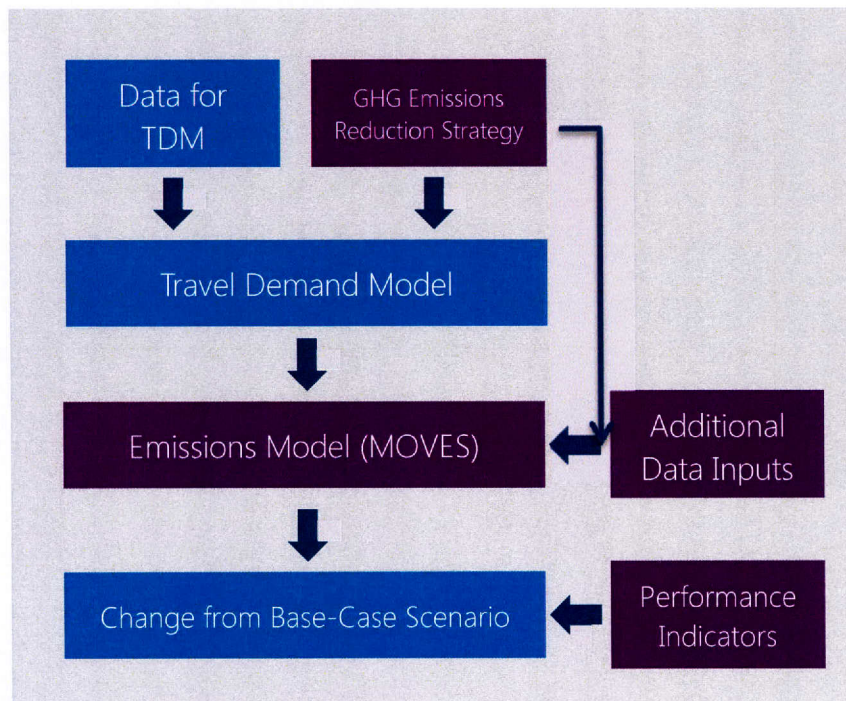 Data for
TDM
GHG Emissions
Reduction Strategy
Travel Demand Model
Emissions Model (MOVES)
Additional
Data Inputs
Change from Base-Case Scenario
Performance
Indicators